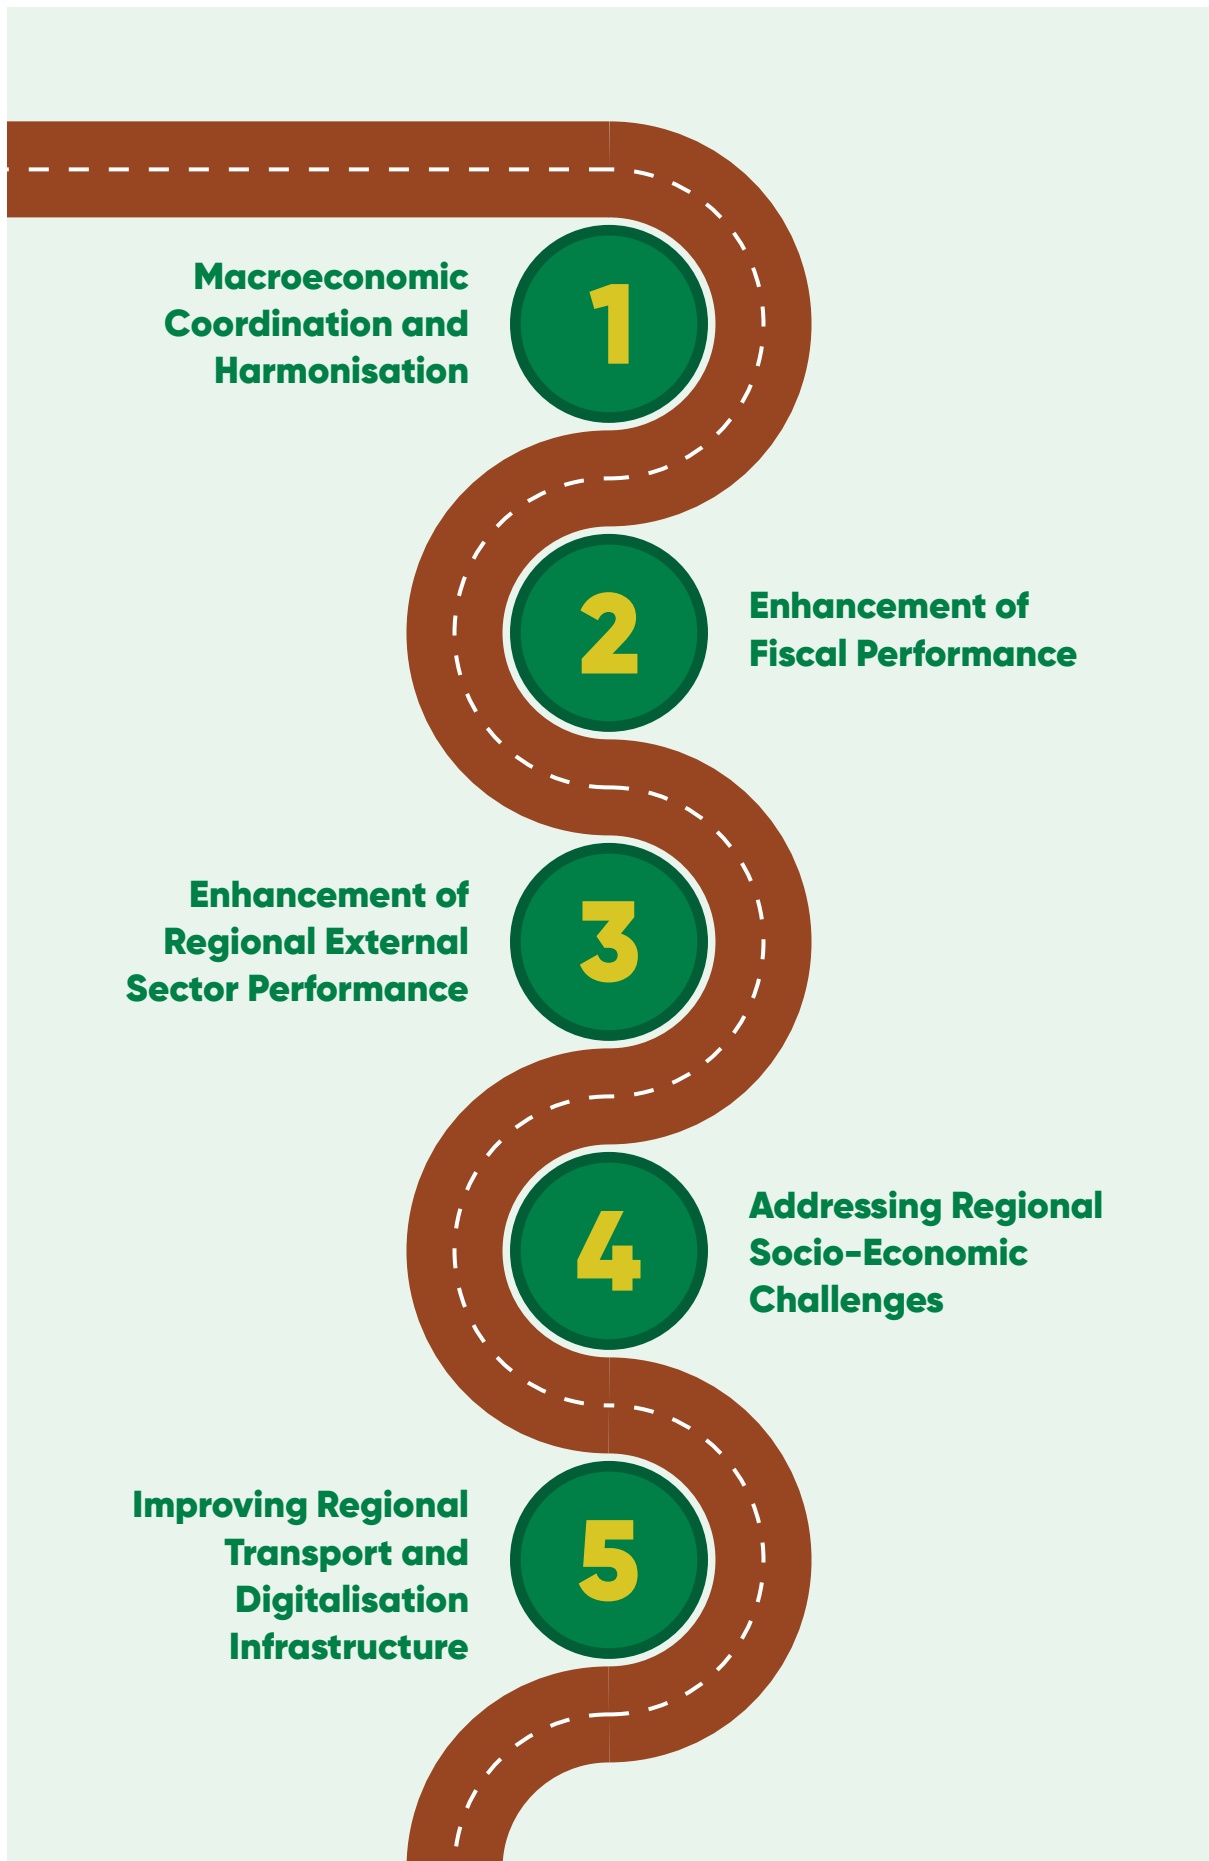 1
Macroeconomic
Coordination and
Harmonisation
2
Enhancement of
Fiscal Performance
3
Enhancement of
Regional External
Sector Performance
4
Addressing Regional
Socio-Economic
Challenges
5
Improving Regional
Transport and
Digitalisation
Infrastructure